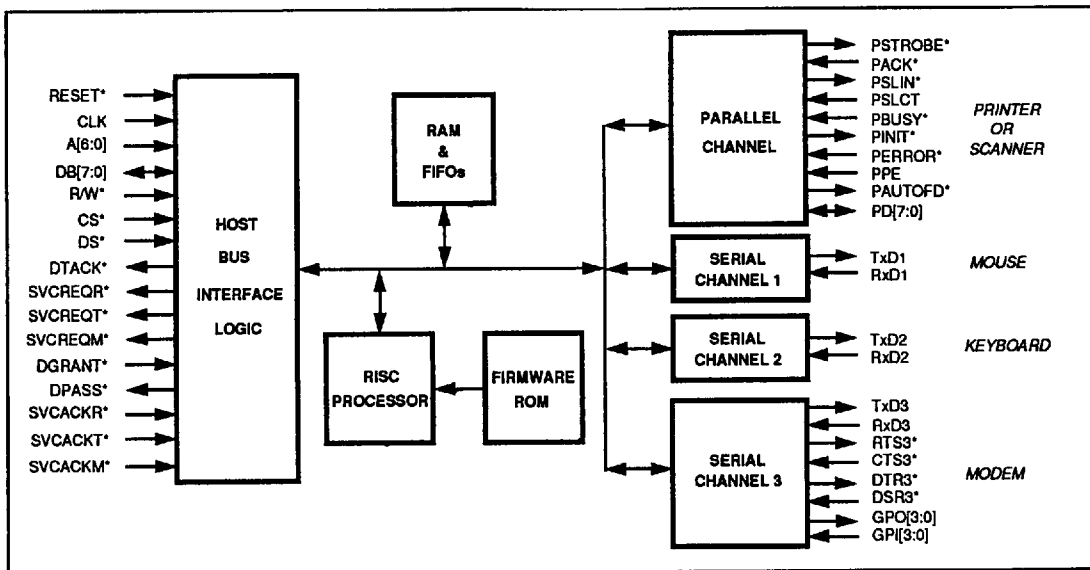 RESET*
CLK
A[6:0]
DB[7:0]
R/W*
CS*
DS*
DTACK*
SVCREQR*
SVCREQT*
SVCREQM*
DGRANT*
DPASS*
SVCACKR*
SVCACKT*
SVCACKM*
HOST
BUS
INTERFACE
LOGIC
RAM
&
FIFOs
RISC
PROCESSOR
FIRMWARE
ROM
PARALLEL
CHANNEL
PSTROBE*
PACK*
PSLIN*
PSLCT
PBUSY*
PINIT*
PERROR*
PPE
PAUTOFD*
PD[7:0]
PRINTER
OR
SCANNER
SERIAL
CHANNEL 1
TxD1
RxD1
MOUSE
SERIAL
CHANNEL 2
TxD2
RxD2
KEYBOARD
SERIAL
CHANNEL 3
TxD3
RxD3
RTS3*
CTS3*
DTR3*
DSR3*
GPO[3:0]
GPI[3:0]
MODEM